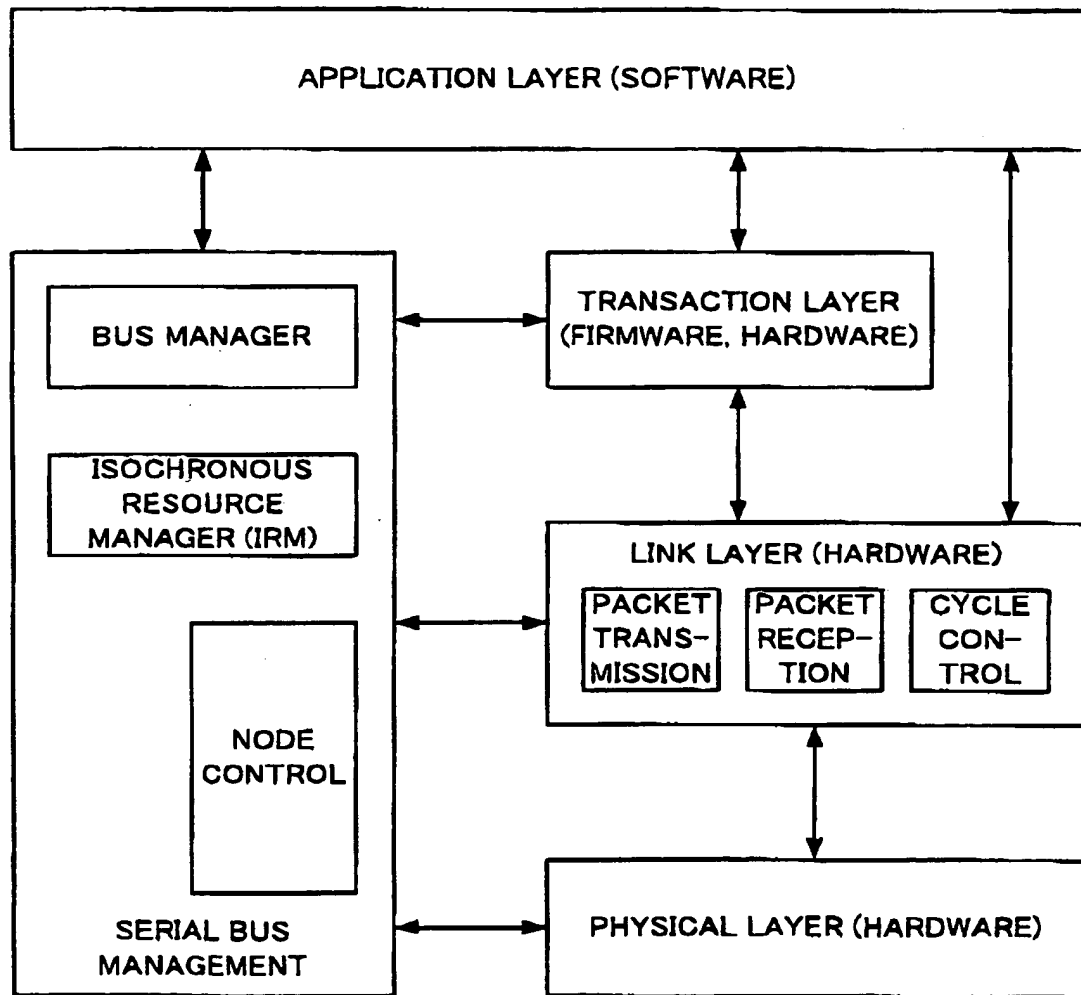 APPLICATION LAYER (SOFTWARE)
BUS MANAGER
TRANSACTION LAYER
(FIRMWARE, HARDWARE)
ISOCHRONOUS
RESOURCE
MANAGER (IRM)
LINK LAYER (HARDWARE)
PACKET
TRANS-
MISSION
PACKET
RECEP-
TION
CYCLE
CON-
TROL
NODE
CONTROL
SERIAL BUS
MANAGEMENT
PHYSICAL LAYER (HARDWARE)